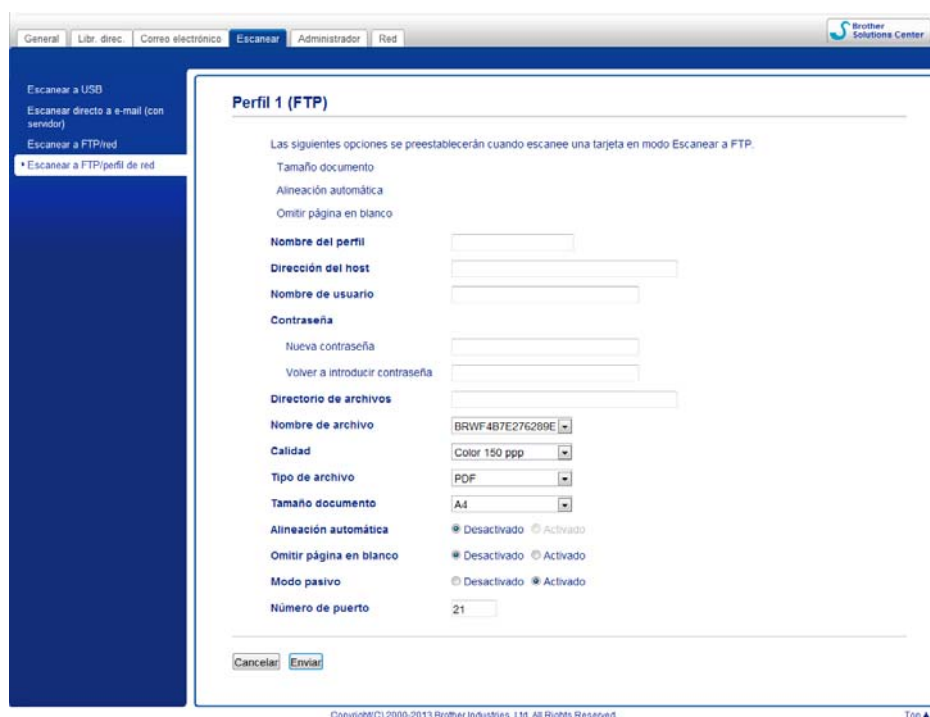 General Libr. direc. Correo electrónico Escanear Administrador Red
Brother
Solutions Center
Escanear a USB
Escanear directo a e-mail (con
servidor)
Escanear a FTP/red
Escanear a FTP/perfil de red
Perfil 1 (FTP)
Las siguientes opciones se preestablecerán cuando escanee una tarjeta en modo Escanear a FTP.
Tamaño documento
Alineación automática
Omitir página en blanco
Nombre del perfil
Dirección del host
Nombre de usuario
Contraseña
Nueva contraseña
Volver a introducir contraseña
Directorio de archivos
Nombre de archivo BRWF4B7E276289E
Calidad Color 150 ppp
Tipo de archivo PDF
Tamaño documento A4
Alineación automática Desactivado Activado
Omitir página en blanco Desactivado Activado
Modo pasivo Desactivado Activado
Número de puerto 21
Cancelar Enviar
Copyright(C) 2000-2013 Brother Industries, Ltd. All Rights Reserved. Top▲